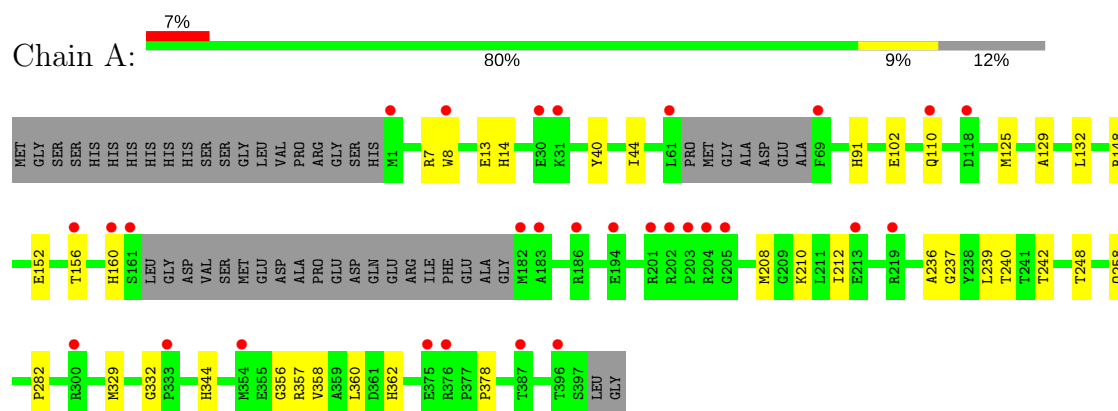 7%
Chain A:
80% 9% 12%
MET GLY SER SER HIS HIS HIS HIS HIS HIS SER SER GLY LEU VAL PRO ARG GLY SER HIS M1 R7 W8 E13 H14 E30 K31 Y40 I44 L61 PRO MET GLY ALA ASP GLU ALA F69 H91 E102 Q110 D118 M125 A129 L132
E152 T156 H160 S161 LEU GLY ASP VAL SER MET GLU ASP ALA PRO GLU ASP GLN GLU ARG ILE PHE GLU ALA GLY M182 A183 R186 E194 R201 R202 P203 R204 G205 M208 G209 K210 L211 I212 E213 R219 A236 G237 Y238 L239 T240 T241 T242 T248
P282 R300 M329 G332 P333 H344 M354 E355 G356 R357 V358 A359 L360 D361 H362 E375 R376 P377 P378 T387 T396 S397 LEU GLY